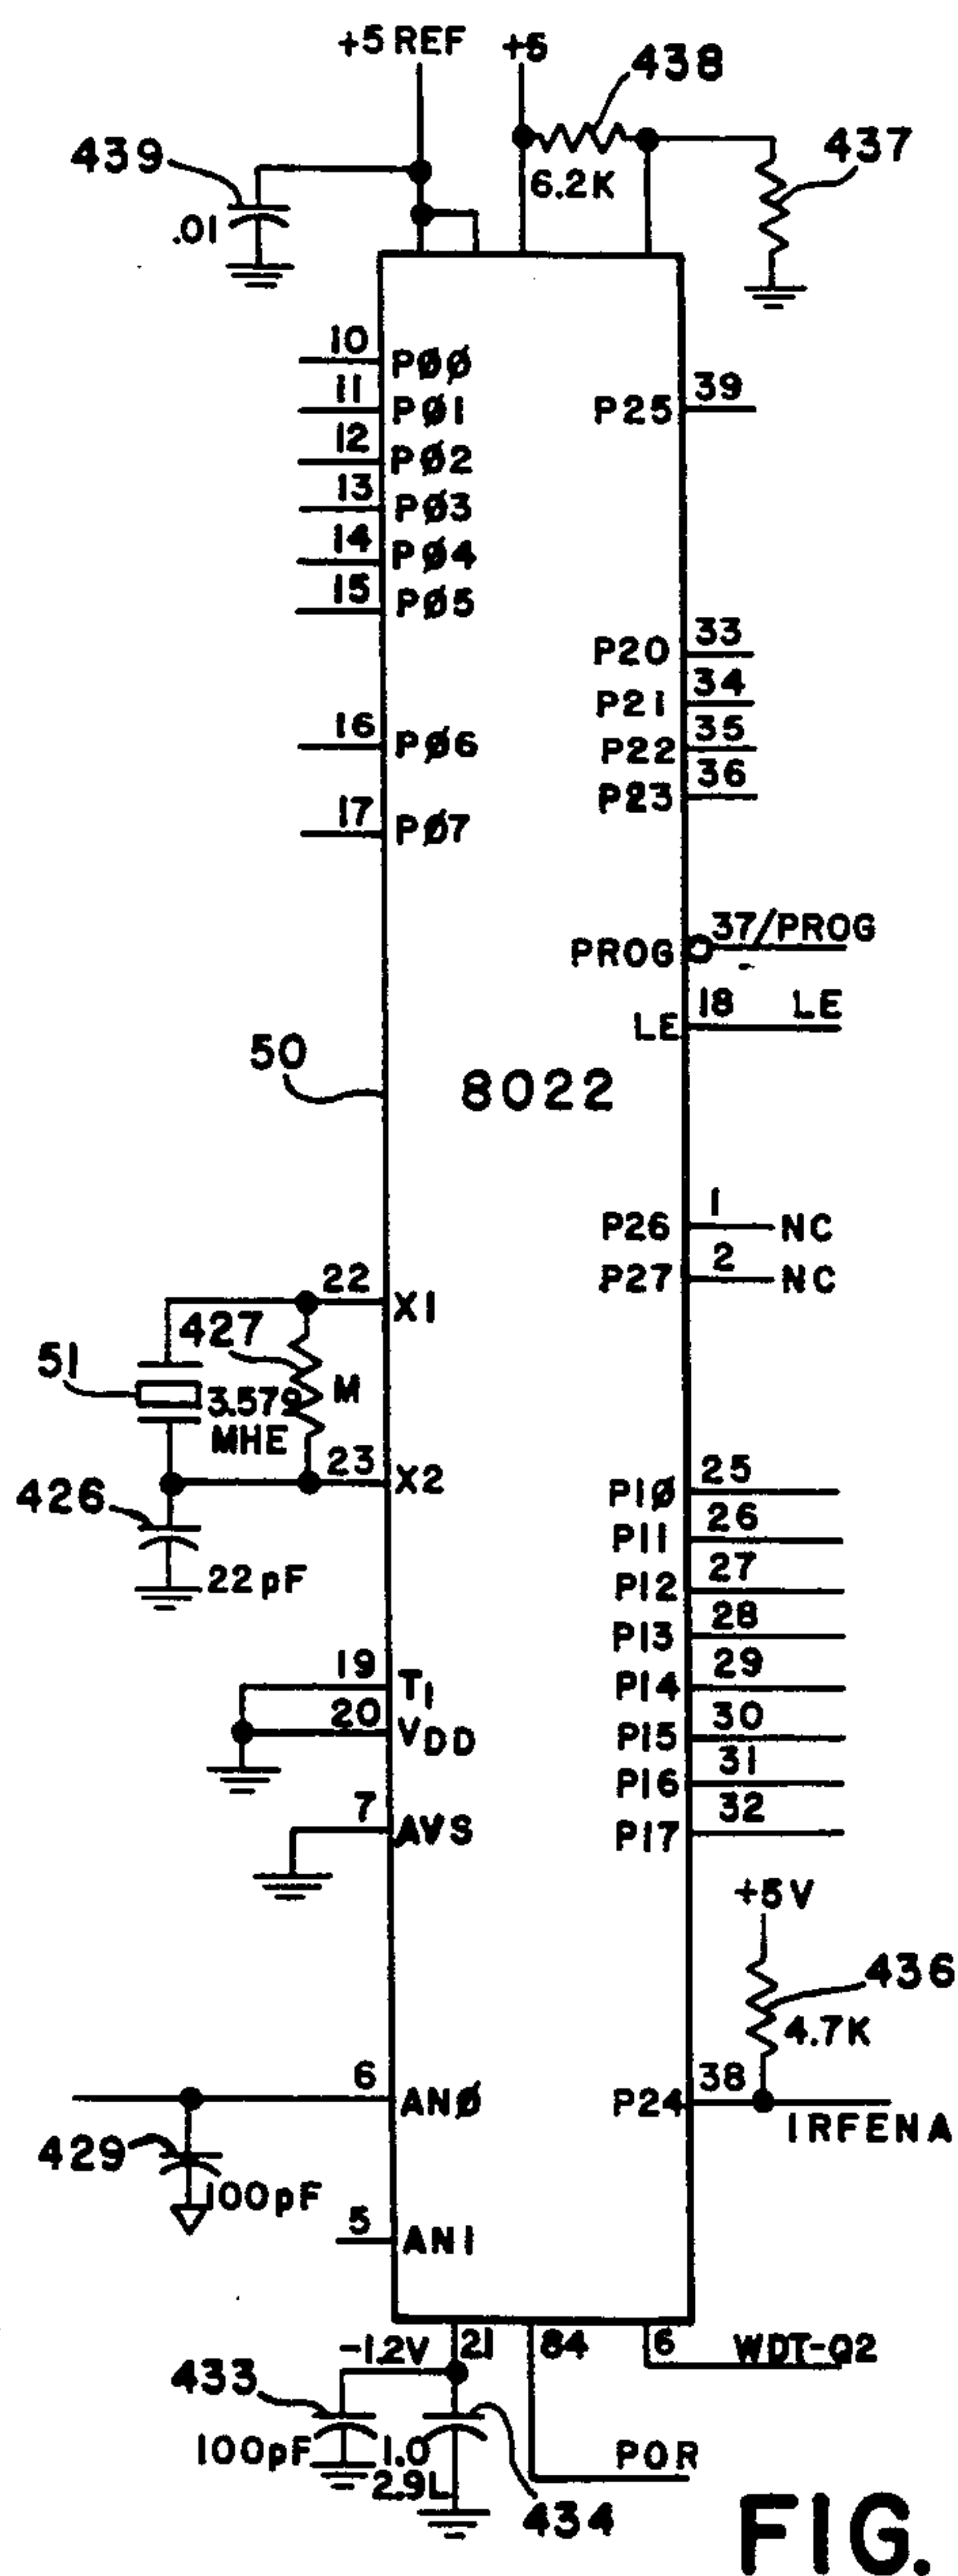 +5 REF
+5
438
439
6.2K
437
.01
10
PØØ
11
PØ1
39
P25
12
PØ2
13
PØ3
14
PØ4
15
PØ5
33
P20
34
P21
16
PØ6
35
P22
36
P23
17
PØ7
37/PROG
PROG
18 LE
LE
50
8022
1
P26 NC
2
P27 NC
22
X1
427
51
3.579
MHE
M
23
X2
426
22pF
25
P1Ø
26
P11
27
P12
28
P13
29
P14
30
P15
31
P16
32
P17
19
T1
20
VDD
7
AVS
+5V
436
4.7K
6
ANØ
38
P24
IRFENA
429
100pF
5
AN1
-1.2V
21
84
6
WDT-Q2
433
100pF
1.0
2.9L
POR
434
FIG.